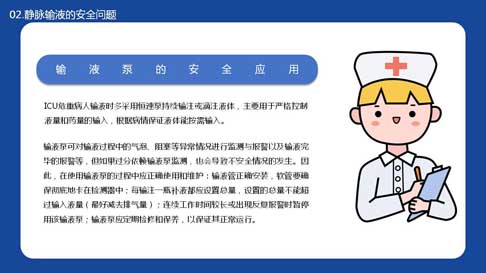 02.静脉输液的安全问题
输液泵的安全应用
ICU危重病人输液时多采用恒速泵持续输注或滴注液体，主要用于严格控制
液量和药量的输入，根据病情保证液体能按需输入。
输液泵可对输液过程中的气泡、阻塞等异常情况进行监测与报警以及输液完
毕的报警等，但如果过分依赖输液泵监测，也会导致不安全情况的发生。因
此，在使用输液泵的过程中应正确使用和维护：输液管正确安装，软管要确
保彻底地卡在检测器中；每输注一瓶补液都应设置总量，设置的总量不能超
过输入液量（最好减去排气量）；连续工作时间较长或出现反复报警时暂停
用该输液泵；输液泵应定期检修和保养，以保证其正常运行。